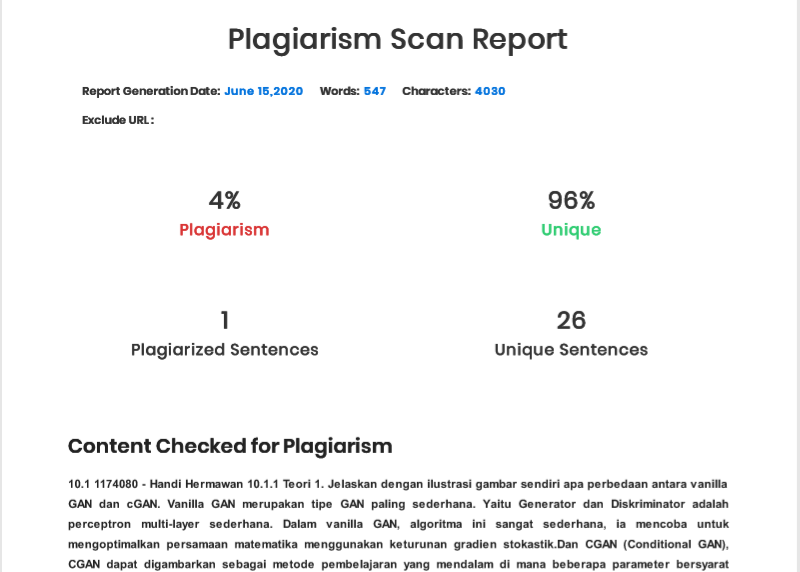 Plagiarism Scan Report
Report Generation Date: June 15,2020 Words: 547 Characters: 4030
Exclude URL :
4% 96%
Plagiarism Unique
1 26
Plagiarized Sentences Unique Sentences
Content Checked for Plagiarism
10.1 1174080 - Handi Hermawan 10.1.1 Teori 1. Jelaskan dengan ilustrasi gambar sendiri apa perbedaan antara vanilla
GAN dan cGAN. Vanilla GAN merupakan tipe GAN paling sederhana. Yaitu Generator dan Diskriminator adalah
perceptron multi-layer sederhana. Dalam vanilla GAN, algoritma ini sangat sederhana, ia mencoba untuk
mengoptimalkan persamaan matematika menggunakan keturunan gradien stokastik.Dan CGAN (Conditional GAN),
CGAN dapat digambarkan sebagai metode pembelajaran yang mendalam di mana beberapa parameter bersyarat